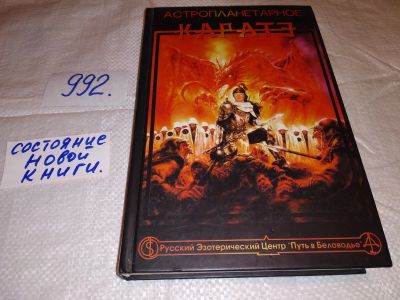 АСТРОПЛАНЕТАРНОЕ
КАРАТЭ
992.
СОСТОЯНИЕ
НОВОЙ
КНИГИ.
Русский Эзотерический Центр "Путь в Беловодье"